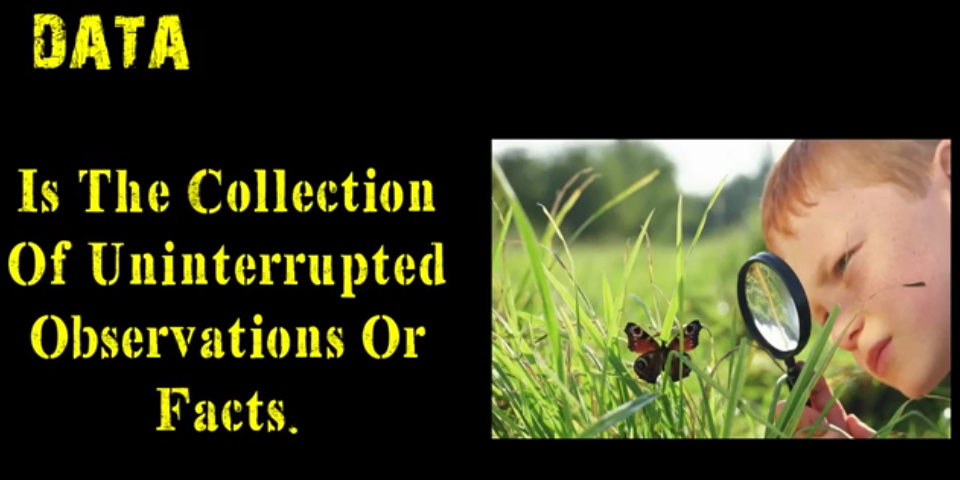 DATA
Is The Collection
Of Uninterrupted
Observations Or
Facts.